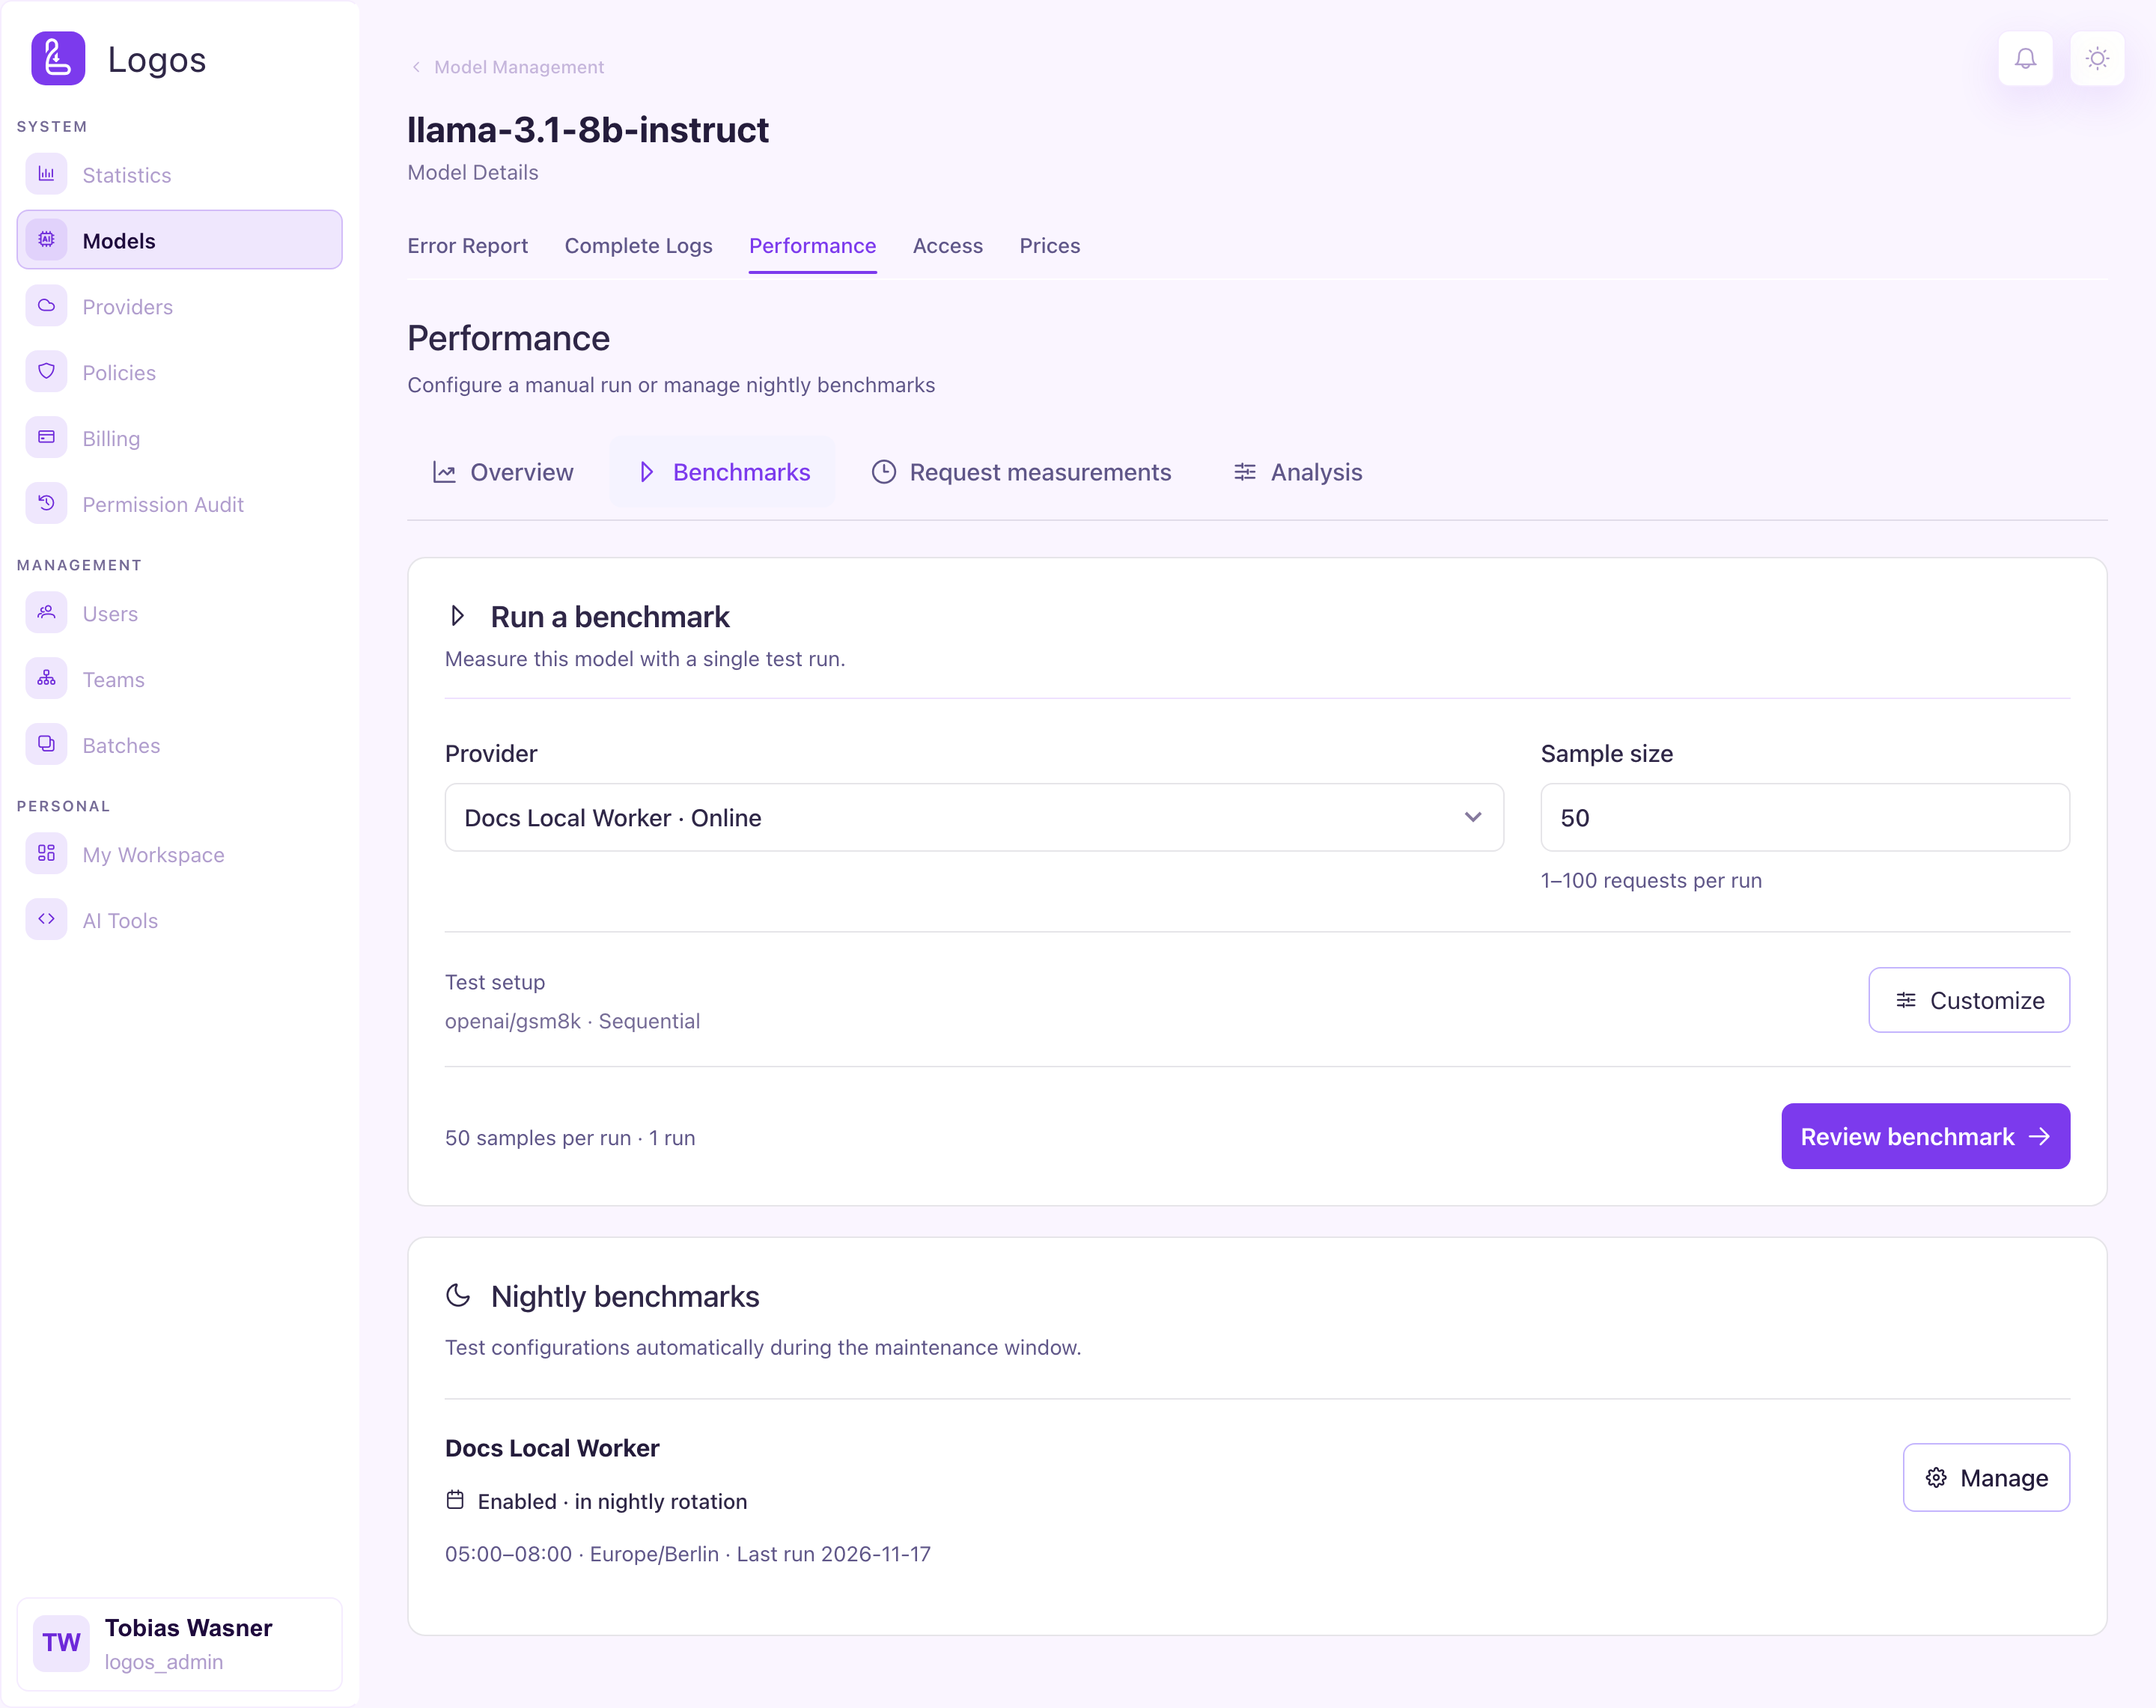 Logos
SYSTEM
Statistics
Models
Providers
Policies
Billing
Permission Audit
MANAGEMENT
Users
Teams
Batches
PERSONAL
My Workspace
AI Tools
TW
Tobias Wasner
logos_admin
Model Management
llama-3.1-8b-instruct
Model Details
Error Report Complete Logs Performance Access Prices
Performance
Configure a manual run or manage nightly benchmarks
Overview Benchmarks Request measurements Analysis
Run a benchmark
Measure this model with a single test run.
Provider
Docs Local Worker · Online
Sample size
50
1–100 requests per run
Test setup
openai/gsm8k · Sequential
Customize
50 samples per run · 1 run
Review benchmark
Nightly benchmarks
Test configurations automatically during the maintenance window.
Docs Local Worker
Enabled · in nightly rotation
05:00–08:00 · Europe/Berlin · Last run 2026-11-17
Manage